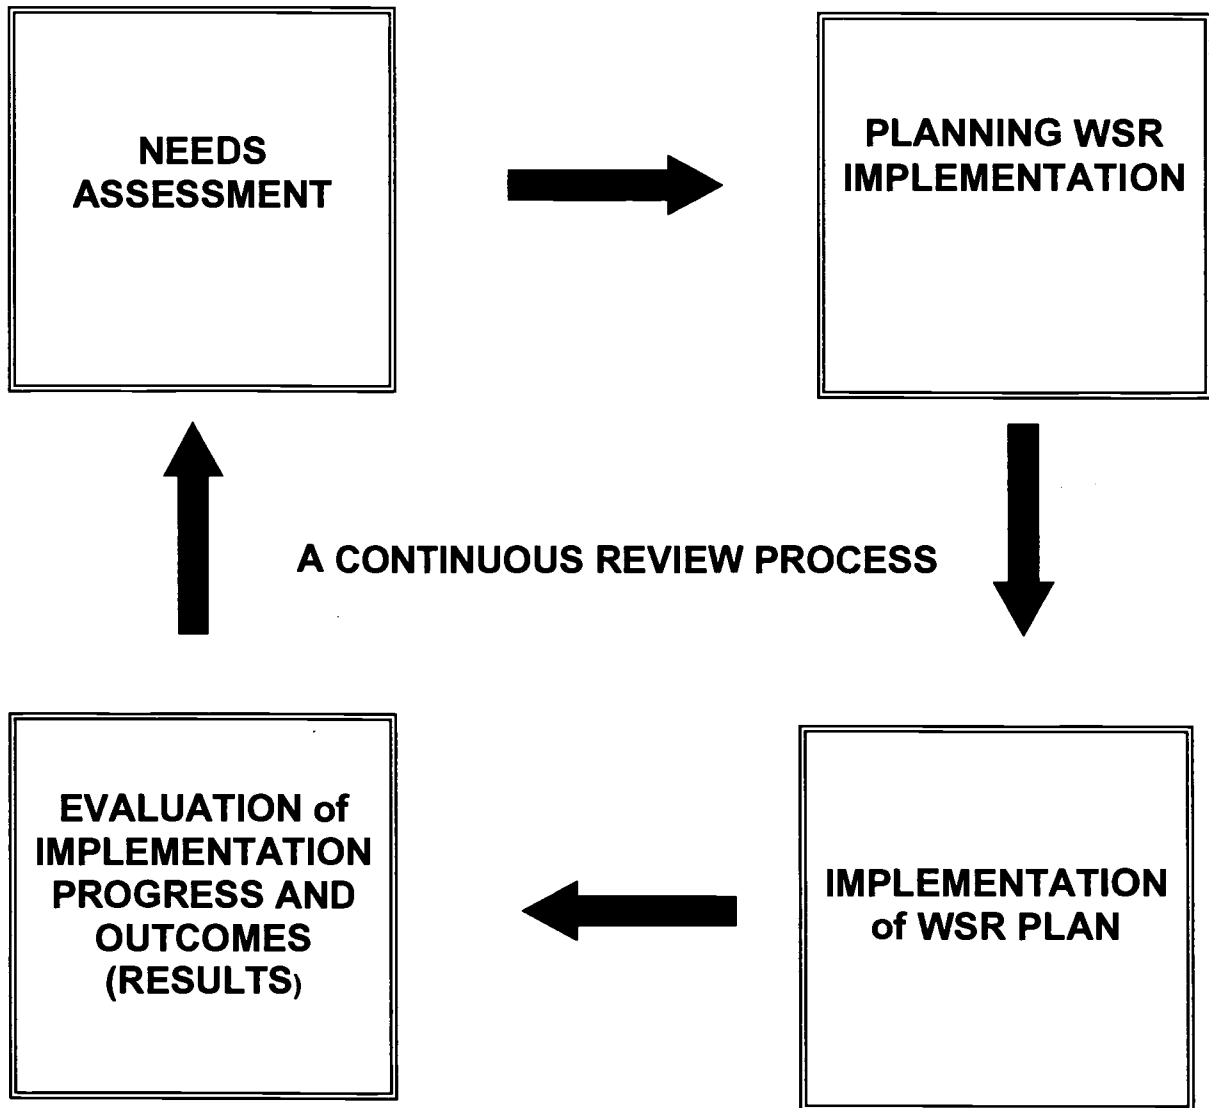 NEEDS
ASSESSMENT
PLANNING WSR
IMPLEMENTATION
A CONTINUOUS REVIEW PROCESS
EVALUATION of
IMPLEMENTATION
PROGRESS AND
OUTCOMES
(RESULTS)
IMPLEMENTATION
of WSR PLAN